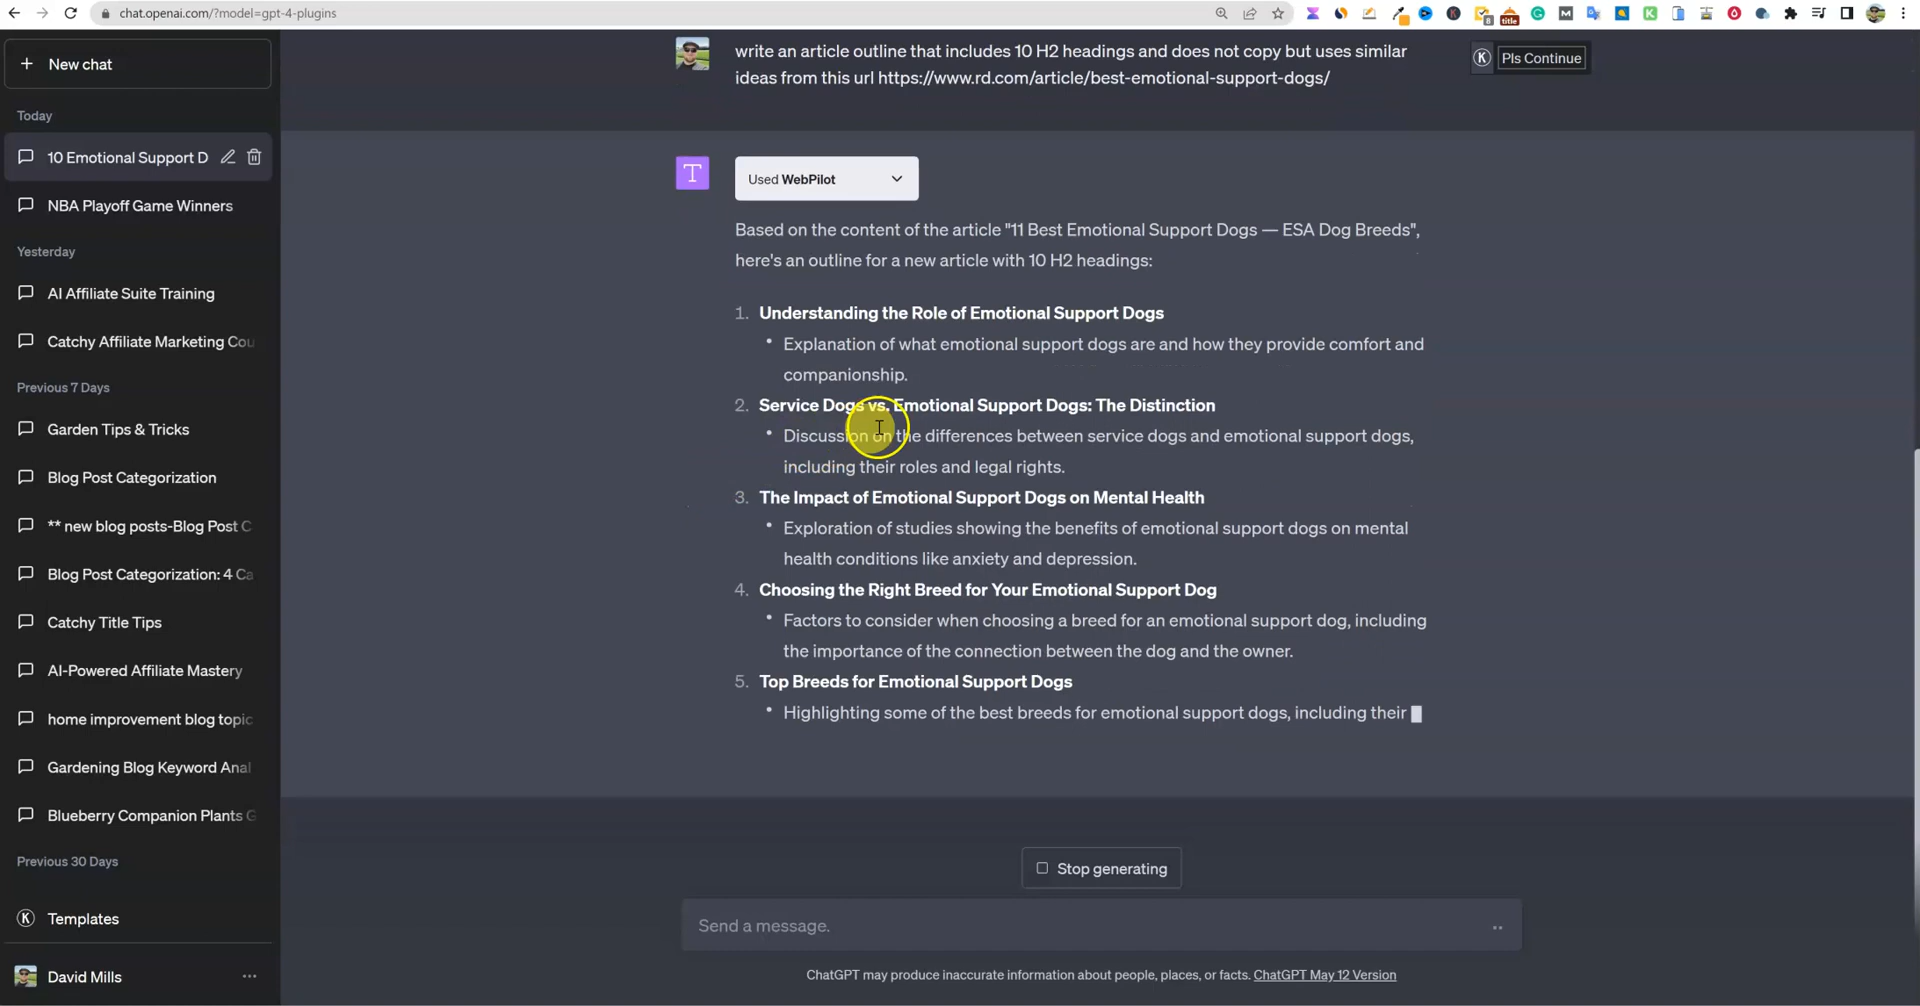 chat.openai.com/?model=gpt-4-plugins
8
title
New chat
Today
10 Emotional Support D
NBA Playoff Game Winners
Yesterday
AI Affiliate Suite Training
Catchy Affiliate Marketing Cou
Previous 7 Days
Garden Tips & Tricks
Blog Post Categorization
** new blog posts-Blog Post C
Blog Post Categorization: 4 Ca
Catchy Title Tips
AI-Powered Affiliate Mastery
home improvement blog topic
Gardening Blog Keyword Anal
Blueberry Companion Plants G
Previous 30 Days
K Templates
David Mills
write an article outline that includes 10 H2 headings and does not copy but uses similar
ideas from this url https://www.rd.com/article/best-emotional-support-dogs/
K Pls Continue
T
Used WebPilot
Based on the content of the article "11 Best Emotional Support Dogs — ESA Dog Breeds",
here's an outline for a new article with 10 H2 headings:
1. Understanding the Role of Emotional Support Dogs
• Explanation of what emotional support dogs are and how they provide comfort and
companionship.
2. Service Dogs vs. Emotional Support Dogs: The Distinction
• Discussion on the differences between service dogs and emotional support dogs,
including their roles and legal rights.
3. The Impact of Emotional Support Dogs on Mental Health
• Exploration of studies showing the benefits of emotional support dogs on mental
health conditions like anxiety and depression.
4. Choosing the Right Breed for Your Emotional Support Dog
• Factors to consider when choosing a breed for an emotional support dog, including
the importance of the connection between the dog and the owner.
5. Top Breeds for Emotional Support Dogs
• Highlighting some of the best breeds for emotional support dogs, including their
Stop generating
Send a message.
ChatGPT may produce inaccurate information about people, places, or facts. ChatGPT May 12 Version